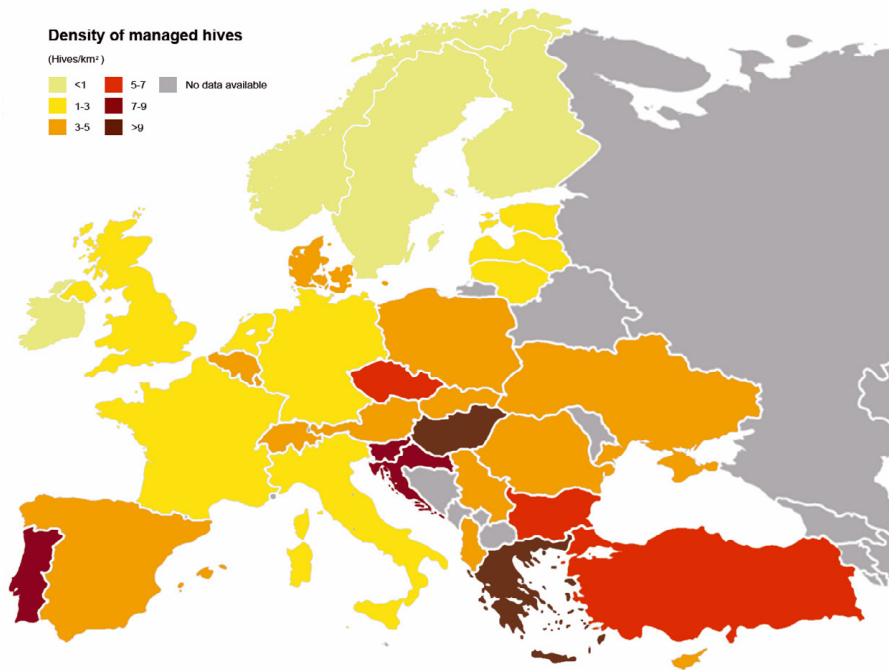 Density of managed hives
(Hives/km²)
<1 5-7 No data available
1-3 7-9
3-5 >9